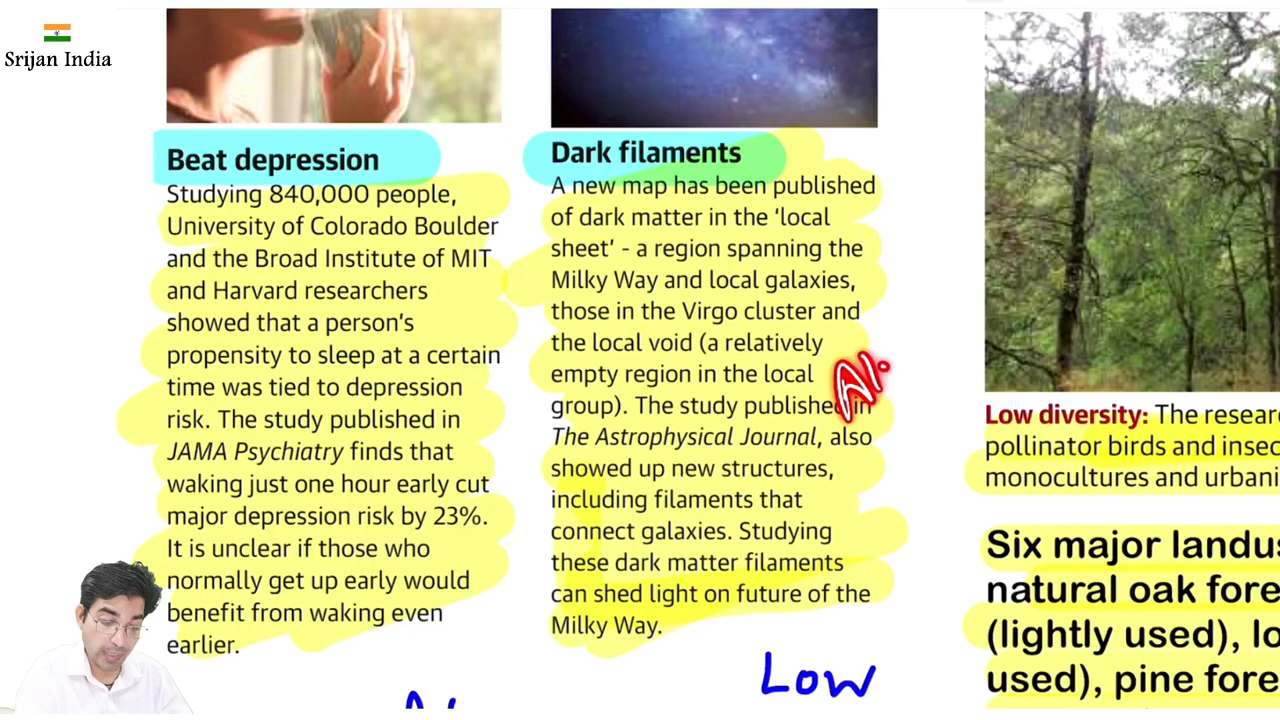 Srijan India
Beat depression
Studying 840,000 people,
University of Colorado Boulder
and the Broad Institute of MIT
and Harvard researchers
showed that a person's
propensity to sleep at a certain
time was tied to depression
risk. The study published in
JAMA Psychiatry finds that
waking just one hour early cut
major depression risk by 23%.
It is unclear if those who
normally get up early would
benefit from waking even
earlier.
Dark filaments
A new map has been published
of dark matter in the 'local
sheet' - a region spanning the
Milky Way and local galaxies,
those in the Virgo cluster and
the local void (a relatively
empty region in the local
group). The study published in
The Astrophysical Journal, also
showed up new structures,
including filaments that
connect galaxies. Studying
these dark matter filaments
can shed light on future of the
Milky Way.
Low
Low diversity: The resear
pollinator birds and insec
monocultures and urbani
Six major landus
natural oak fore
(lightly used), lo
used), pine fore